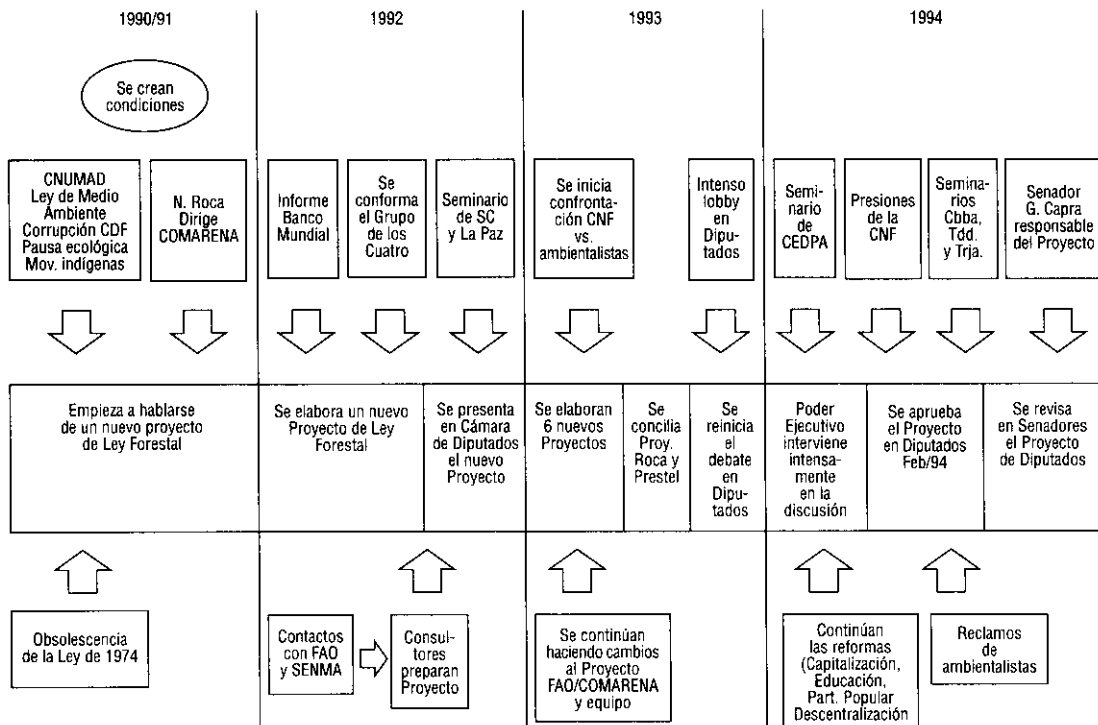 1990/91
1992
1993
1994
Se crean
condiciones
CNUMAD
Ley de Medio
Ambiente
Corrupción CDF
Pausa ecológica
Mov. indígenas
N. Roca
Dirige
COMARENA
Informe
Banco
Mundial
Se
conforma
el Grupo
de los
Cuatro
Seminario
de SC
y La Paz
Se inicia
confronta-
ción CNF
vs.
ambientalistas
Intenso
lobby en
Dipu-
tados
Semi-
nario
de
CEDPA
Presiones
de la
CNF
Semina-
rios
Cbba,
Tdd.
y Trja.
Senador
G. Capra
responsable
del Proyecto
Empieza a hablarse
de un nuevo proyecto
de Ley Forestal
Se elabora un nuevo
Proyecto de Ley
Forestal
Se presenta
en Cámara
de Diputados
el nuevo
Proyecto
Se elaboran
6 nuevos
Proyectos
Se
concilia
Proy.
Roca y
Prestel
Se
reinicia
el
debate
en
Dipu-
tados
Poder
Ejecutivo
interviene
intensa-
mente
en la
discusión
Se aprueba
el Proyecto
en Diputados
Feb/94
Se revisa
en Senadores
el Proyecto
de Diputados
Obsolescencia
de la Ley de 1974
Contactos
con FAO
y SENMA
Consul-
tores
preparan
Proyecto
Se continúan
haciendo cambios
al Proyecto
FAO/COMARENA
y equipo
Continúan
las reformas
(Capitalización,
Educación,
Part. Popular
Descentralización
Reclamos
de
ambientalistas